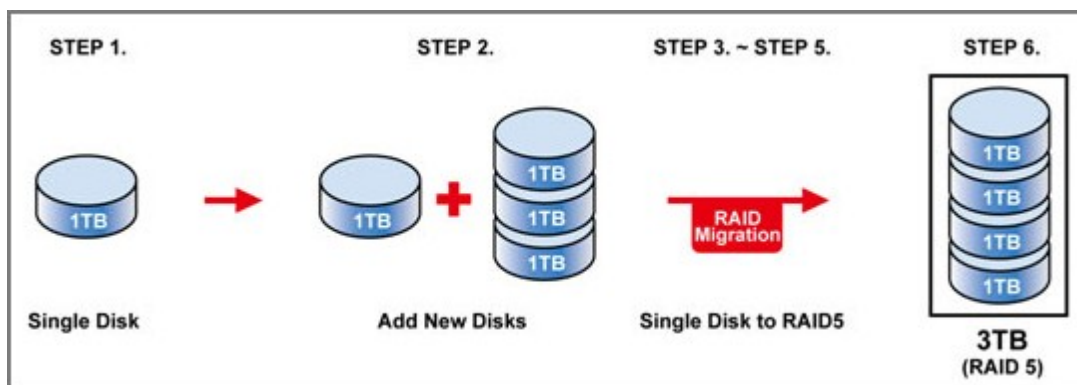 STEP 1.
STEP 2.
STEP 3. ~ STEP 5.
STEP 6.
1TB
1TB
1TB
1TB
1TB
RAID
Migration
1TB
1TB
1TB
1TB
Single Disk
Add New Disks
Single Disk to RAID5
3TB
(RAID 5)